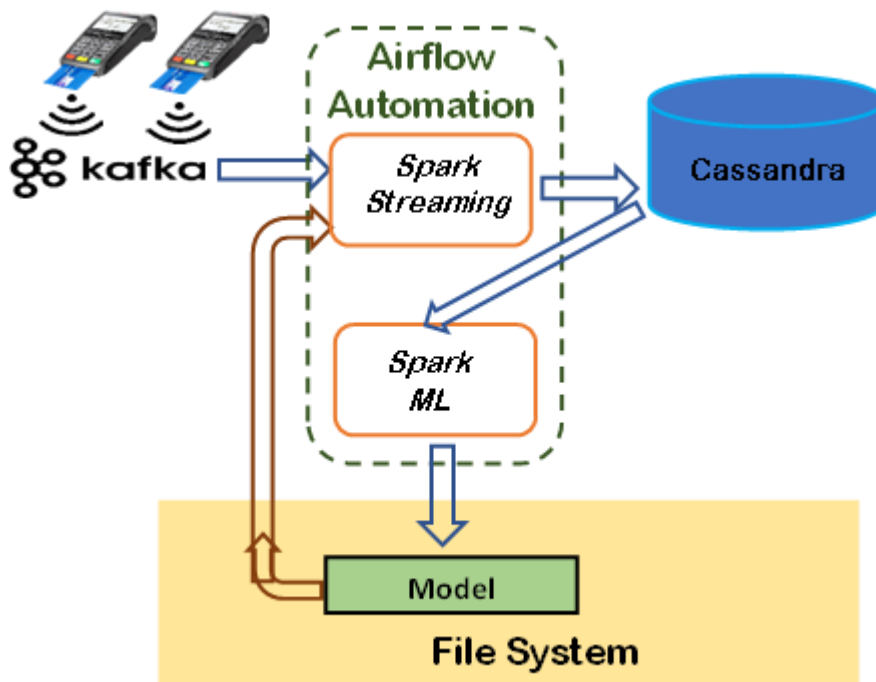 Airflow
Automation
kafka
Spark
Streaming
Cassandra
Spark
ML
Model
File System